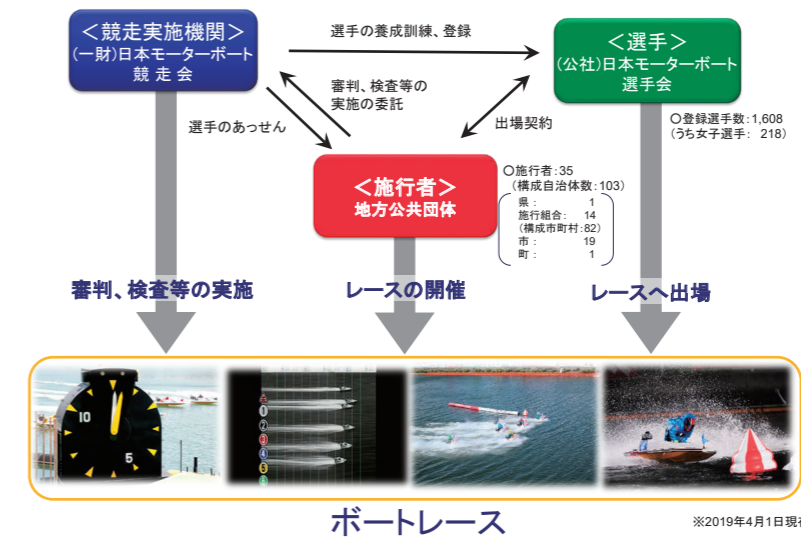 ＜競走実施機関＞
(一財)日本モーターボート
競 走 会
選手の養成訓練、登録
＜選手＞
(公社)日本モーターボート
選手会
審判、検査等の
実施の委託
選手のあっせん
出場契約
○登録選手数：1,608
(うち女子選手： 218)
＜施行者＞
地方公共団体
○施行者：35
(構成自治体数：103)
県： 1
施行組合： 14
(構成市町村：82)
市： 19
町： 1
審判、検査等の実施
レースの開催
レースへ出場
10
5
1
2
3
4
5
6
ボートレース
※2019年4月1日現在